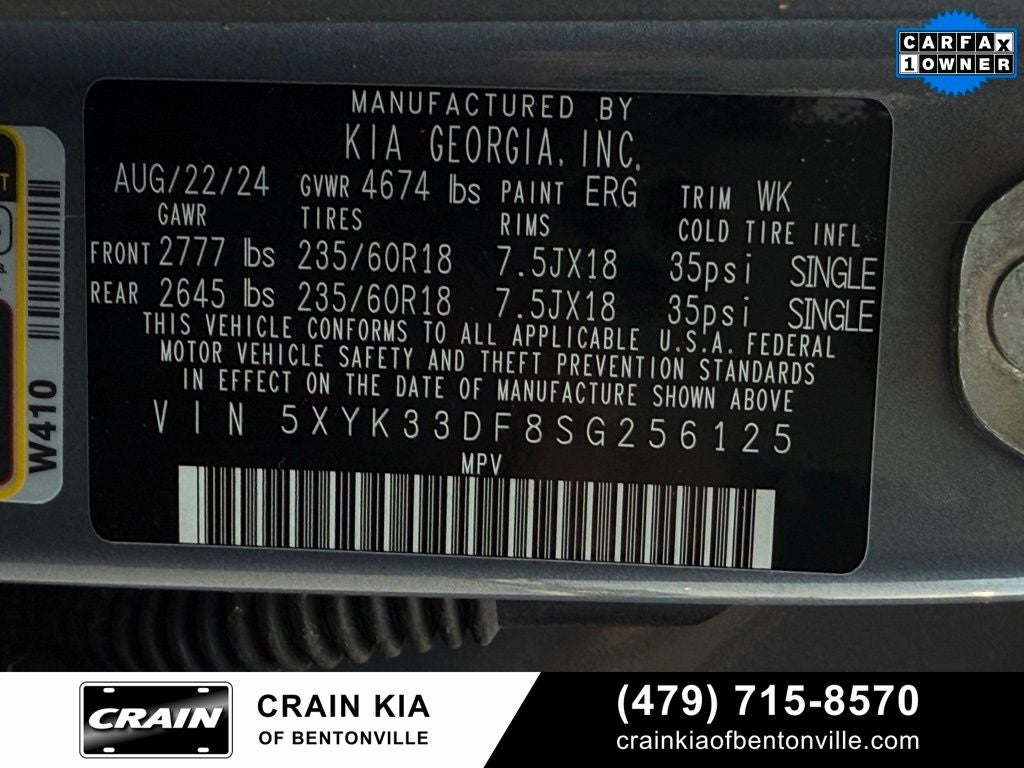 CARFAX
1 OWNER
MANUFACTURED BY
KIA GEORGIA, INC.
AUG/22/24 GVWR 4674 lbs PAINT ERG TRIM WK
GAWR TIRES RIMS COLD TIRE INFL
FRONT 2777 lbs 235/60R18 7.5JX18 35psi SINGLE
REAR 2645 lbs 235/60R18 7.5JX18 35psi SINGLE
THIS VEHICLE CONFORMS TO ALL APPLICABLE U.S.A. FEDERAL
MOTOR VEHICLE SAFETY AND THEFT PREVENTION STANDARDS
IN EFFECT ON THE DATE OF MANUFACTURE SHOWN ABOVE
VIN 5XYK33DF8SG256125
MPV
W410
CRAIN
CRAIN KIA
OF BENTONVILLE
(479) 715-8570
crainkiaofbentonville.com